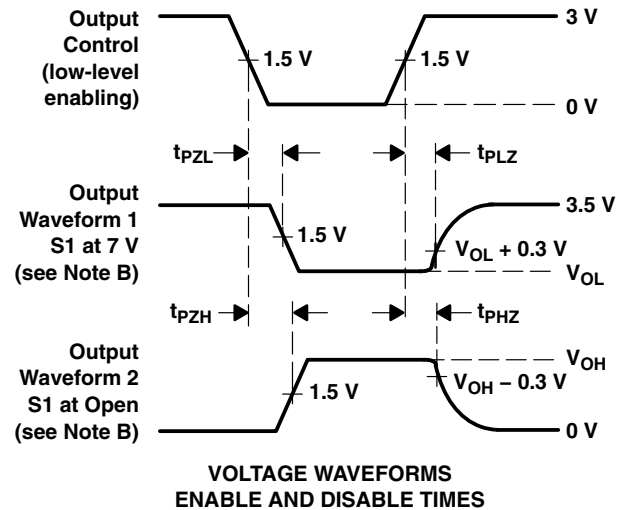 Output
Control
(low-level
enabling)
3 V
1.5 V
1.5 V
0 V
tPZL
tPLZ
Output
Waveform 1
S1 at 7 V
(see Note B)
3.5 V
1.5 V
VOL + 0.3 V
VOL
tPZH
tPHZ
Output
Waveform 2
S1 at Open
(see Note B)
VOH
1.5 V
VOH − 0.3 V
0 V
VOLTAGE WAVEFORMS
ENABLE AND DISABLE TIMES